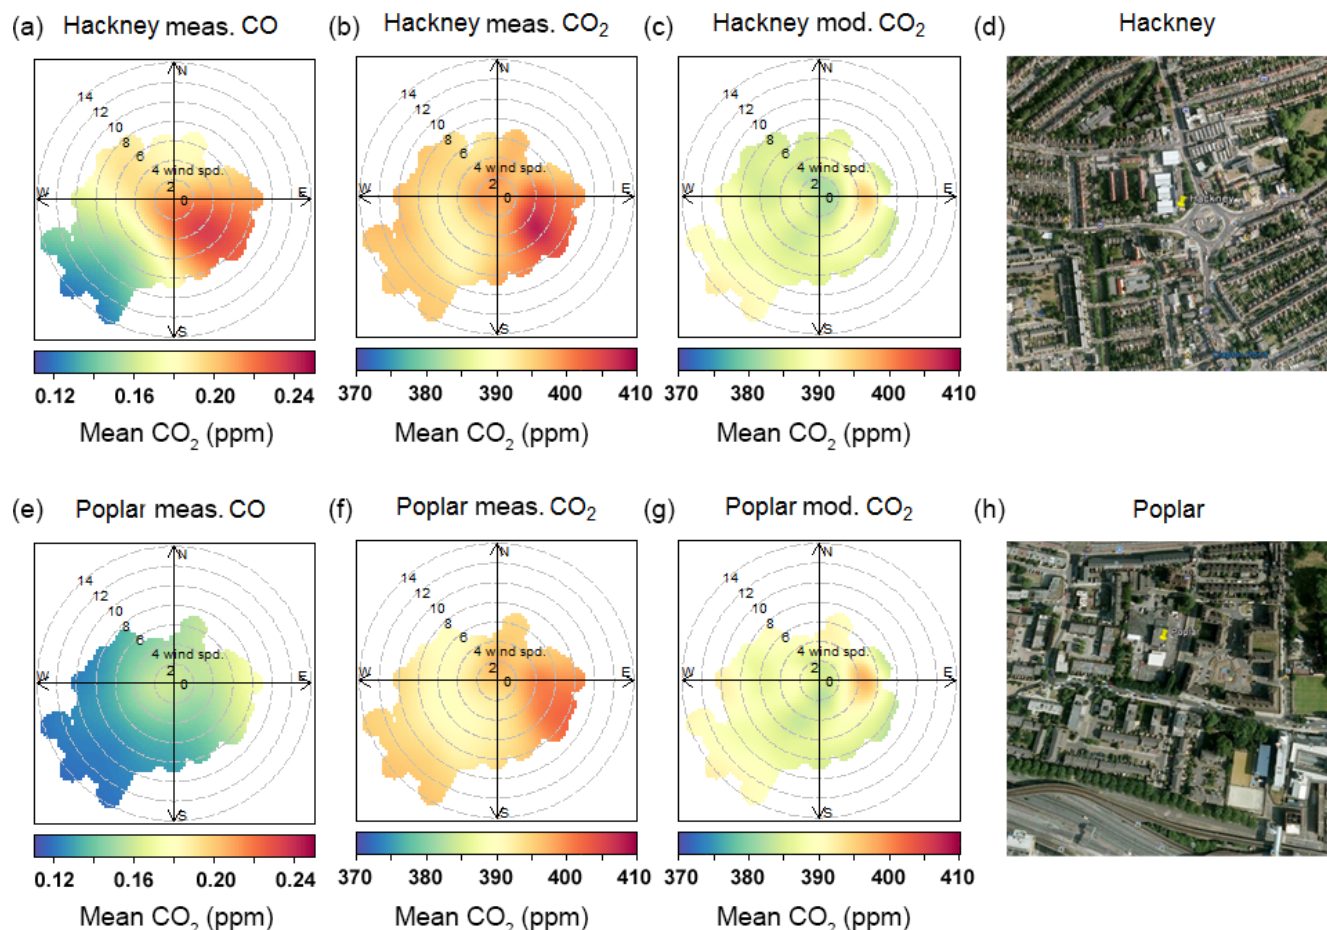 (a) Hackney meas. CO
(b) Hackney meas. CO2
(c) Hackney mod. CO2
(d) Hackney
N
14
12
10
8
6
4 wind spd.
2
0
W
E
S
0.12 0.16 0.20 0.24
Mean CO2 (ppm)
N
14
12
10
8
6
4 wind spd.
2
0
W
E
S
370 380 390 400 410
Mean CO2 (ppm)
N
14
12
10
8
6
4 wind spd.
2
0
W
E
S
370 380 390 400 410
Mean CO2 (ppm)
Hackney
(e) Poplar meas. CO
(f) Poplar meas. CO2
(g) Poplar mod. CO2
(h) Poplar
N
14
12
10
8
6
4 wind spd.
2
0
W
E
S
0.12 0.16 0.20 0.24
Mean CO2 (ppm)
N
14
12
10
8
6
4 wind spd.
2
0
W
E
S
370 380 390 400 410
Mean CO2 (ppm)
N
14
12
10
8
6
4 wind spd.
2
0
W
E
S
370 380 390 400 410
Mean CO2 (ppm)
Poplar